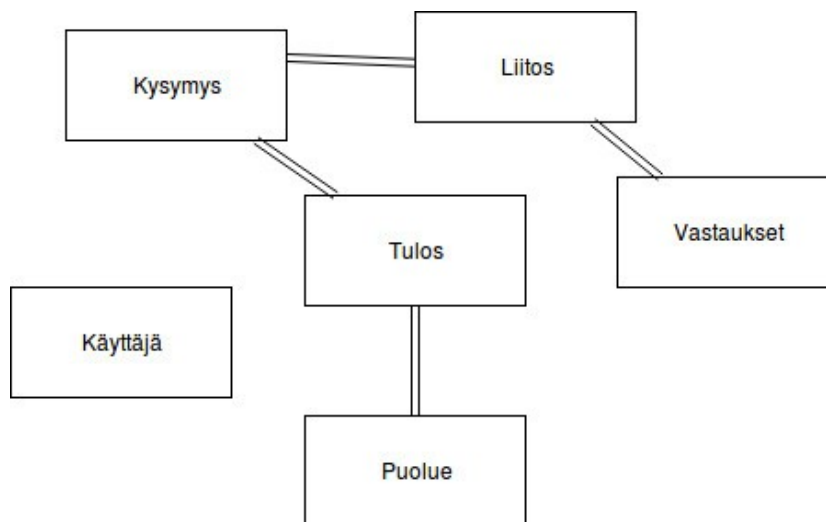 Kysymys
Liitos
Vastaukset
Tulos
Käyttäjä
Puolue